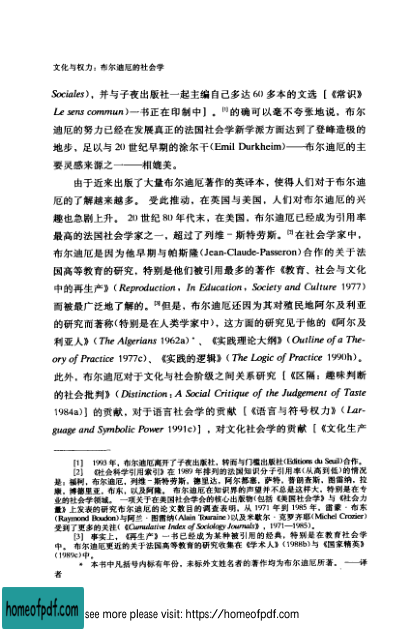 文化与权力：布尔迪厄的社会学
Sociales），并与子夜出版社一起主编自己多达 60 多本的文选［《常识》
Le sens commun)一书正在印制中］。[1]的确可以毫不夸张地说，布尔
迪厄的努力已经在发展真正的法国社会学新学派方面达到了登峰造极的
地步，足以与 20 世纪早期的涂尔干(Emil Durkheim)——布尔迪厄的主
要灵感来源之一——相媲美。
由于近来出版了大量布尔迪厄著作的英译本，使得人们对于布尔迪
厄的了解越来越多。 受此推动，在英国与美国，人们对布尔迪厄的兴
趣也急剧上升。 20 世纪 80 年代末，在美国，布尔迪厄已经成为引用率
最高的法国社会学家之一，超过了列维－斯特劳斯。[2]在社会学家中，
布尔迪厄是因为他早期与帕斯隆(Jean-Claude-Passeron)合作的关于法
国高等教育的研究，特别是他们被引用最多的著作《教育、社会与文化
中的再生产》(Reproduction, In Education, Society and Culture 1977)
而被最广泛地了解的。[3]但是，布尔迪厄还因为其对殖民地阿尔及利亚
的研究而著称(特别是在人类学家中)，这方面的研究见于他的《阿尔及
利亚人》(The Algerians 1962a)*、《实践理论大纲》(Outline of a The-
ory of Practice 1977c)、《实践的逻辑》(The Logic of Practice 1990h)。
此外，布尔迪厄对于文化与社会阶级之间关系研究［《区隔：趣味判断
的社会批判》(Distinction: A Social Critique of the Judgement of Taste
1984a)］的贡献，对于语言社会学的贡献［《语言与符号权力》(Lan-
guage and Symbolic Power 1991c)］，对文化社会学的贡献［《文化生产
[1] 1993 年，布尔迪厄离开了子夜出版社，转而与门槛出版社(Editions du Seuil)合作。
[2] 《社会科学引用索引》在 1989 年排列的法国知识分子引用率(从高到低)的情况
是：福柯，布尔迪厄，列维－斯特劳斯，德里达，阿尔都塞，萨特，普朗查斯，图雷纳，拉
康，博德里亚，布东，以及阿隆。 布尔迪厄在知识界的声望并不总是这样大，特别是在专
业的社会学领域。 一项关于在美国社会学会的核心出版物(包括《美国社会学》与《社会力
量》上发表的研究布尔迪厄的论文数目的调查表明，从 1971 年到 1985 年，雷蒙·布东
(Raymond Boudon)与阿兰·图雷纳(Alain Touraine)以及米歇尔·克罗齐耶(Michel Crozier)
受到了更多的关注(《Cumulative Index of Sociology Journals》, 1971—1985)。
[3] 事实上，《再生产》一书已经成为某种被引用的经典，特别是在教育社会学
中。 布尔迪厄更近的关于法国高等教育的研究收集在《学术人》(1988b)与《国家精英》
(1989c)中。
* 本书中凡括号内标有年份、未标外文姓名者的著作均为布尔迪厄所著。——译
者
homeofpdf.com
see more please visit: https://homeofpdf.com